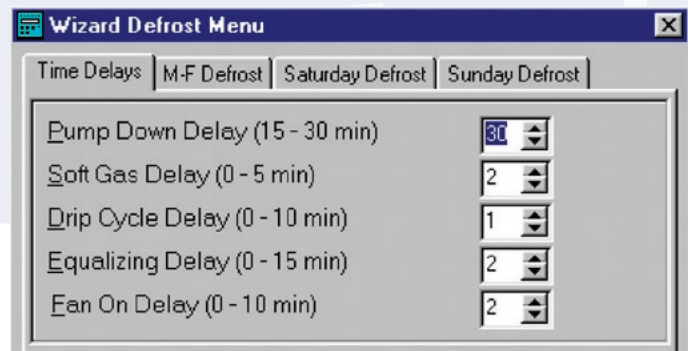 Wizard Defrost Menu
Time Delays M-F Defrost Saturday Defrost Sunday Defrost
Pump Down Delay (15 - 30 min) 30
Soft Gas Delay (0 - 5 min) 2
Drip Cycle Delay (0 - 10 min) 1
Equalizing Delay (0 - 15 min) 2
Fan On Delay (0 - 10 min) 2